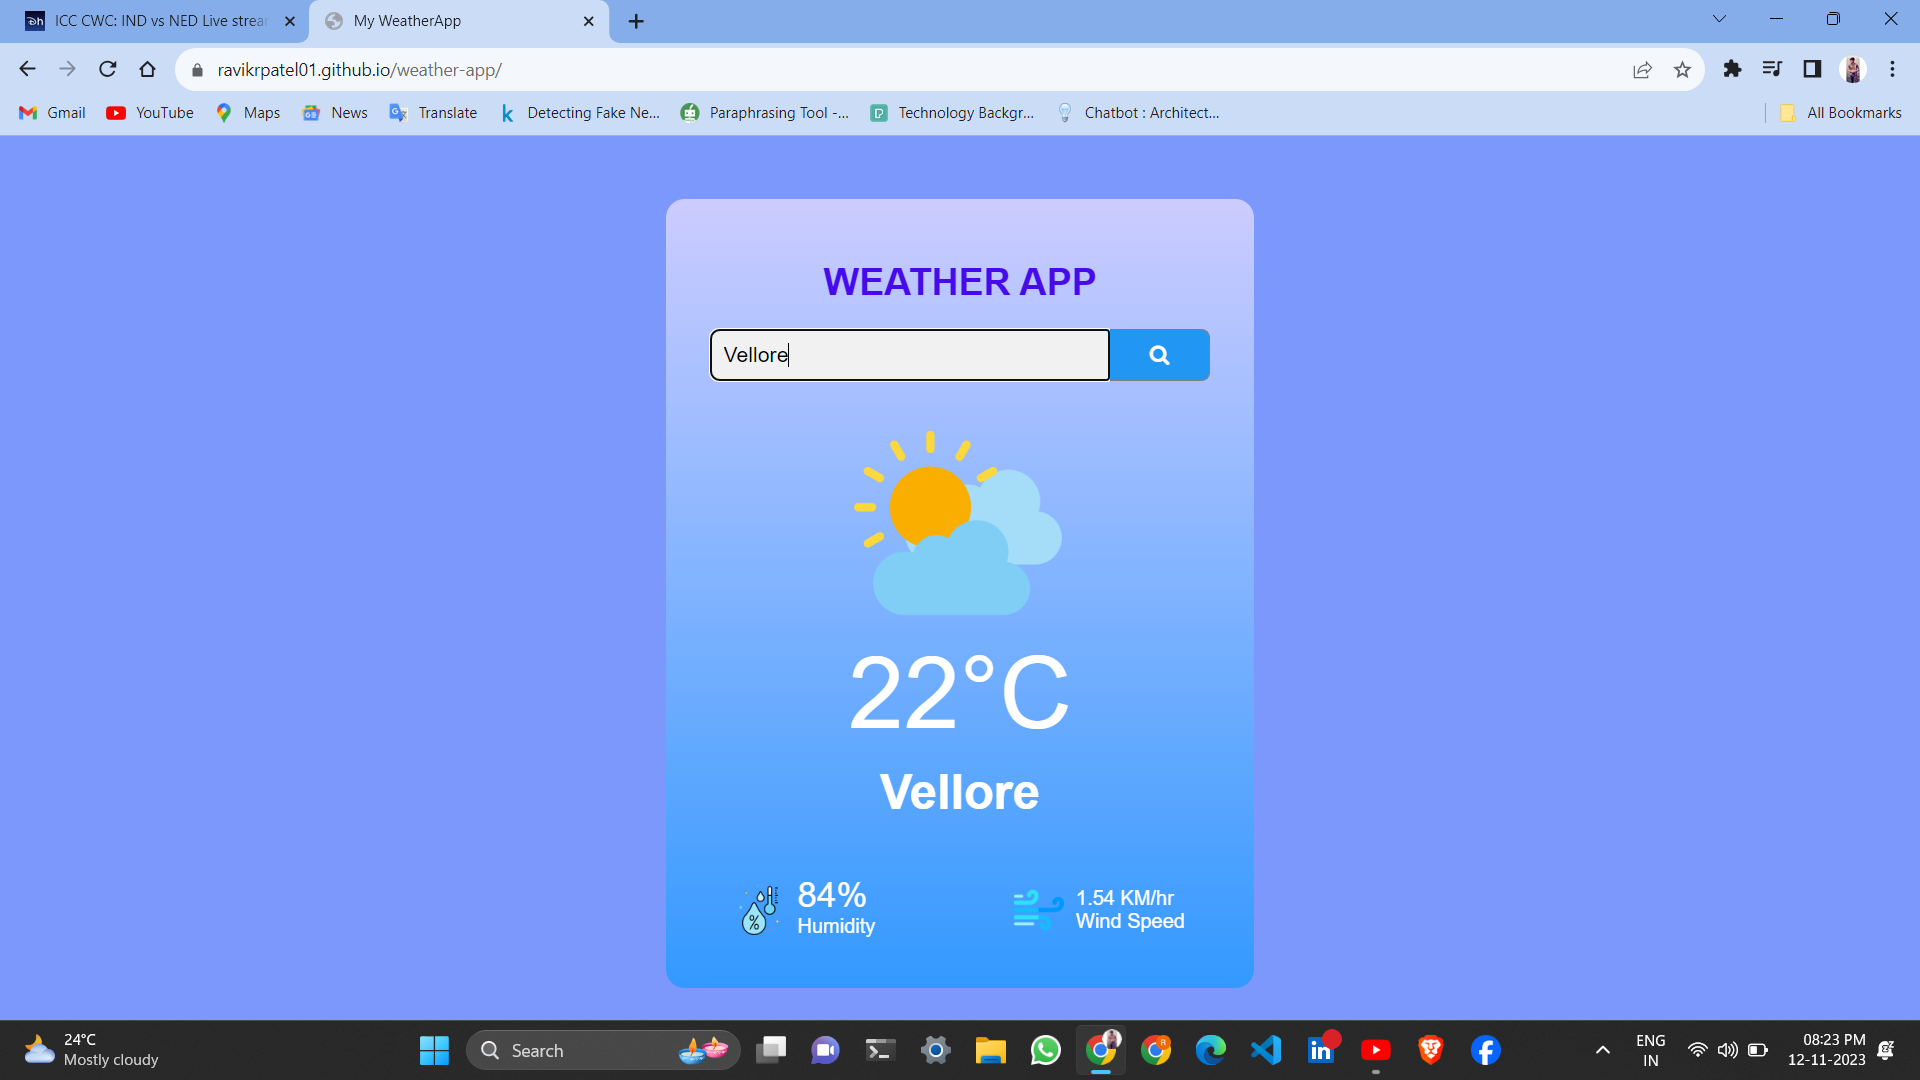 ICC CWC: IND vs NED Live strea
My WeatherApp
ravikrpatel01.github.io/weather-app/
Gmail
YouTube
Maps
News
Translate
Detecting Fake Ne...
Paraphrasing Tool -...
Technology Backgr...
Chatbot : Architect...
All Bookmarks
WEATHER APP
Vellore
22°C
Vellore
84%
Humidity
1.54 KM/hr
Wind Speed
24°C
Mostly cloudy
Search
ENG
IN
08:23 PM
12-11-2023